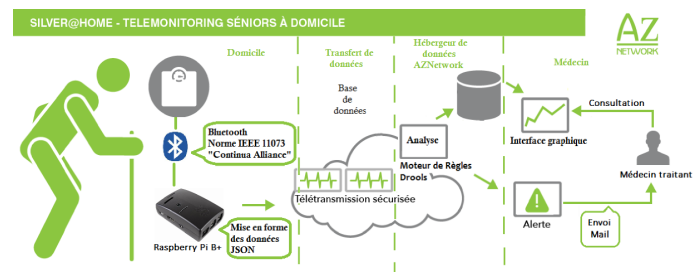 SILVER@HOME - TELEMONITORING SÉNIORS À DOMICILE
AZ
NETWORK
Domicile
Transfert de
données
Hébergeur de
données
AZNetwork
Médecin
Base
de
données
Bluetooth
Norme IEEE 11073
"Continua Alliance"
Analyse
Moteur de Règles
Drools
Interface graphique
Consultation
Médecin traitant
Télétransmission sécurisée
Raspberry Pi B+
Mise en forme
des données
JSON
Alerte
Envoi
Mail